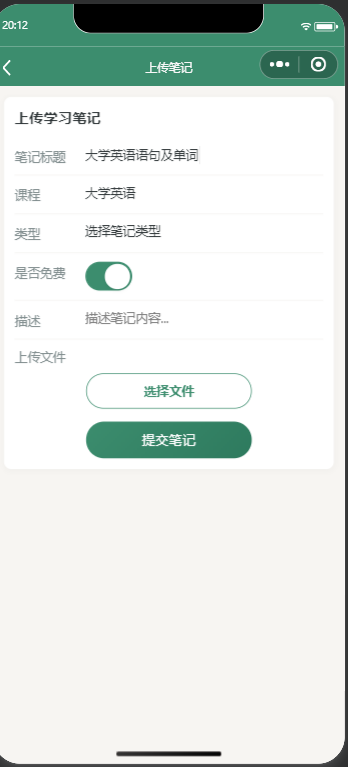 20:12
上传笔记
上传学习笔记
笔记标题 大学英语语句及单词
课程 大学英语
类型 选择笔记类型
是否免费
描述 描述笔记内容...
上传文件
选择文件
提交笔记